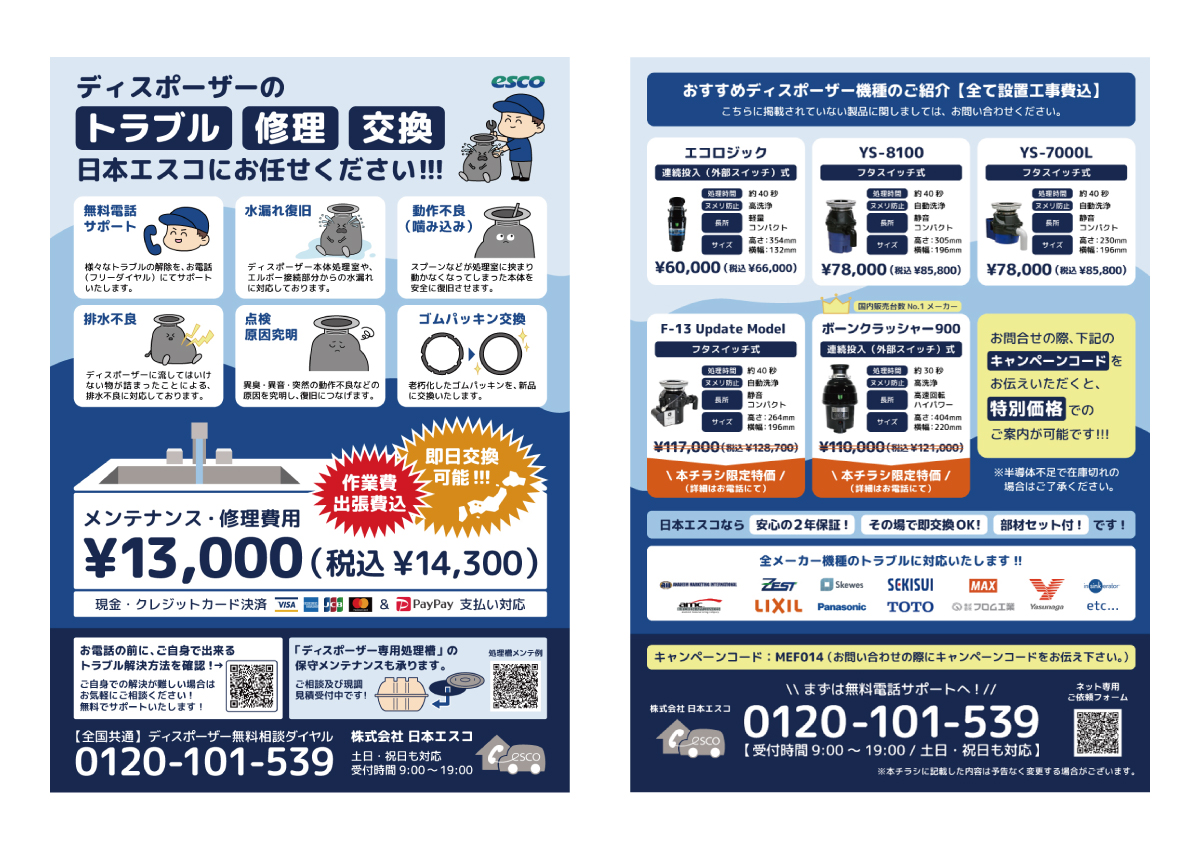 ディスポーザーの
esco
トラブル 修理 交換
日本エスコにお任せください!!!
無料電話
サポート
様々なトラブルの解除を、お電話
(フリーダイヤル)にてサポート
いたします。
水漏れ復旧
ディスポーザー本体処理室や、
エルボー接続部分からの水漏れ
に対応しております。
動作不良
(噛み込み)
スプーンなどが処理室に挟まり
動かなくなってしまった本体を
安全に復旧させます。
排水不良
ディスポーザーに流してはいけ
ない物が詰まったことによる、
排水不良に対応しております。
点検
原因究明
異臭・異音・突然の動作不良などの
原因を究明し、復旧につなげます。
ゴムパッキン交換
老朽化したゴムパッキンを、新品
に交換いたします。
作業費
出張費込
即日交換
可能!!!
メンテナンス・修理費用
¥13,000(税込 ¥14,300)
現金・クレジットカード決済 VISA AMERICAN EXPRESS JCB & PayPay 支払い対応
お電話の前に、ご自身で出来る
トラブル解決方法を確認!→
ご自身での解決が難しい場合は
お気軽にご相談ください!
無料でサポートいたします!
「ディスポーザー専用処理槽」の
保守メンテナンスも承ります。
ご相談及び現調
見積受付中です!
処理槽メンテ例
【全国共通】ディスポーザー無料相談ダイヤル
0120-101-539
株式会社 日本エスコ
土日・祝日も対応
受付時間 9:00〜19:00
esco
おすすめディスポーザー機種のご紹介【全て設置工事費込】
こちらに掲載されていない製品に関しましては、お問い合わせください。
エコロジック
連続投入(外部スイッチ)式
処理時間 約40秒
ヌメリ防止 高洗浄
長所 軽量
コンパクト
サイズ 高さ:354mm
横幅:132mm
¥60,000(税込 ¥66,000)
YS-8100
フタスイッチ式
処理時間 約40秒
ヌメリ防止 自動洗浄
長所 静音
コンパクト
サイズ 高さ:305mm
横幅:196mm
¥78,000(税込 ¥85,800)
YS-7000L
フタスイッチ式
処理時間 約40秒
ヌメリ防止 自動洗浄
長所 静音
コンパクト
サイズ 高さ:230mm
横幅:196mm
¥78,000(税込 ¥85,800)
F-13 Update Model
フタスイッチ式
処理時間 約40秒
ヌメリ防止 自動洗浄
長所 静音
コンパクト
サイズ 高さ:264mm
横幅:196mm
¥117,000(税込 ¥128,700)
\ 本チラシ限定特価 /
(詳細はお電話にて)
国内販売台数 No.1 メーカー
ボーンクラッシャー900
連続投入(外部スイッチ)式
処理時間 約30秒
ヌメリ防止 高洗浄
長所 高速回転
ハイパワー
サイズ 高さ:404mm
横幅:220mm
¥110,000(税込 ¥121,000)
\ 本チラシ限定特価 /
(詳細はお電話にて)
お問合せの際、下記の
キャンペーンコードを
お伝えいただくと、
特別価格での
ご案内が可能です!!!
※半導体不足で在庫切れの
場合はご了承ください。
日本エスコなら 安心の2年保証! その場で即交換OK! 部材セット付! です!
全メーカー機種のトラブルに対応いたします!!
ANAHEIM MARKETING INTERNATIONAL ZEST Skewes SEKISUI MAX Y insinkerator
amc LIXIL Panasonic TOTO 株式会社フロム工業 Yasunaga etc...
キャンペーンコード:MEF014(お問い合わせの際にキャンペーンコードをお伝え下さい。)
\\ まずは無料電話サポートへ! //
株式会社 日本エスコ
esco
0120-101-539
【受付時間 9:00 〜 19:00 / 土日・祝日も対応】
ネット専用
ご依頼フォーム
※本チラシに記載した内容は予告なく変更する場合がございます。